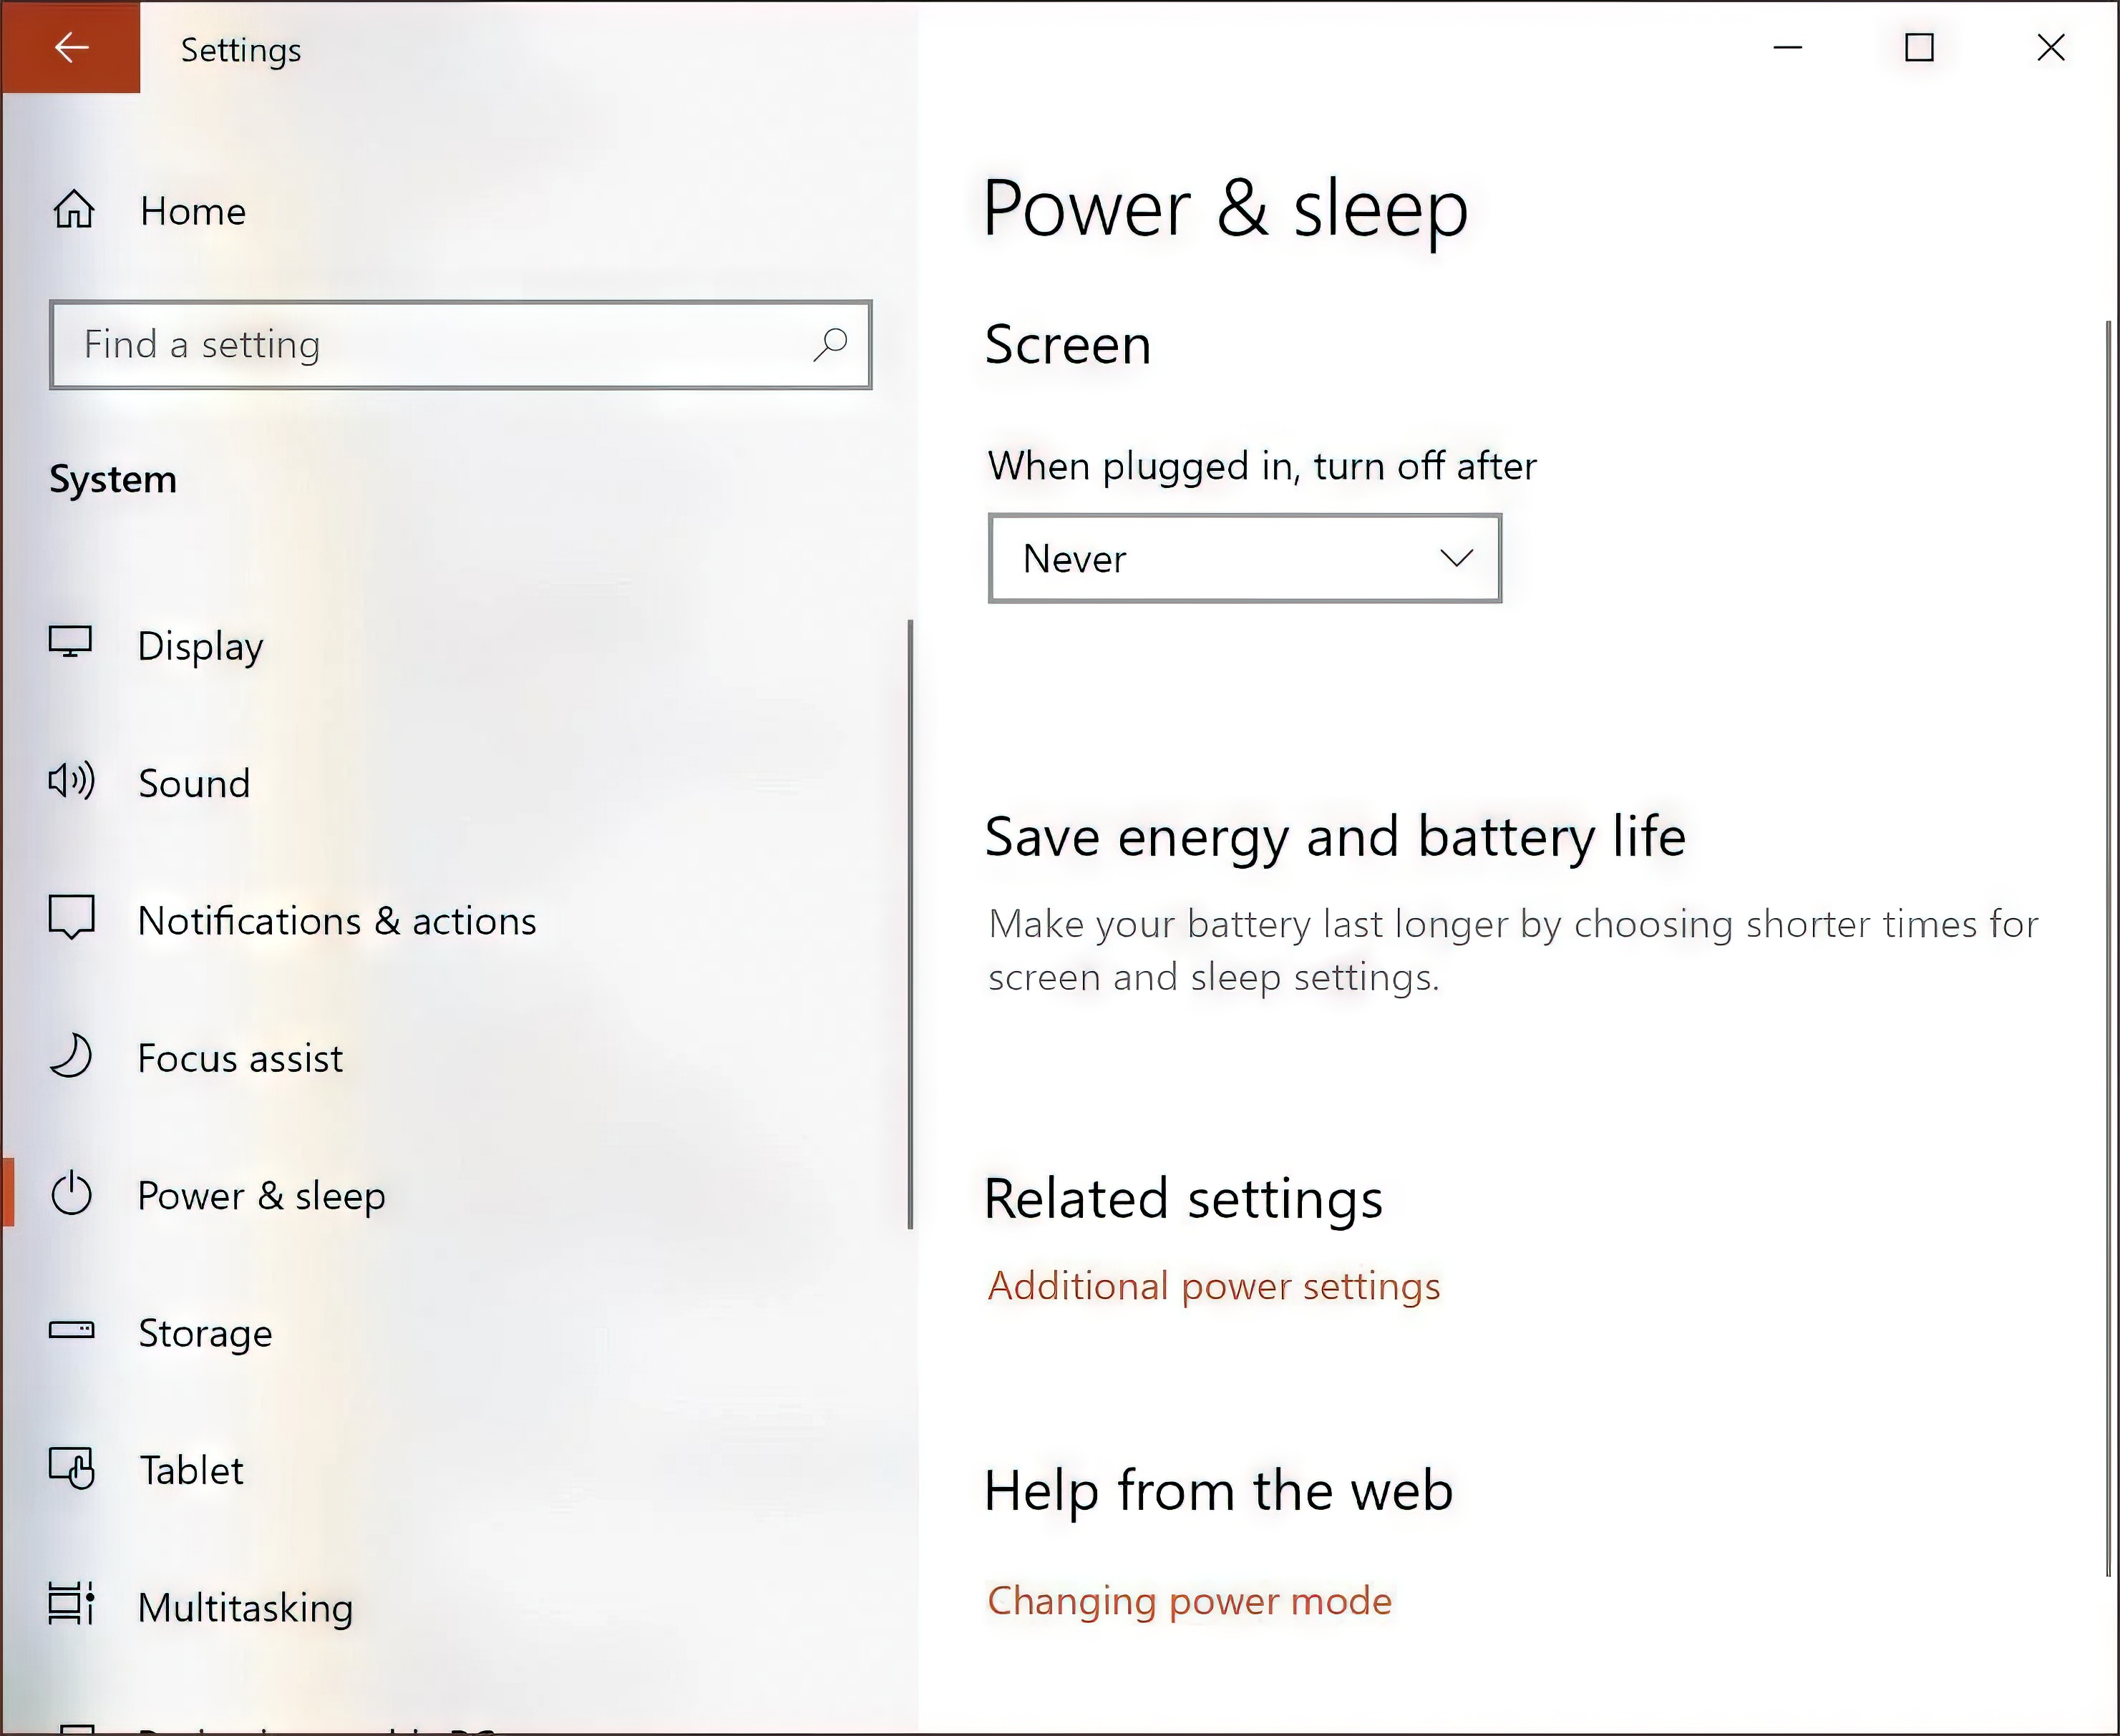 Settings
Home
Find a setting
System
Display
Sound
Notifications & actions
Focus assist
Power & sleep
Storage
Tablet
Multitasking
Power & sleep
Screen
When plugged in, turn off after
Never
Save energy and battery life
Make your battery last longer by choosing shorter times for
screen and sleep settings.
Related settings
Additional power settings
Help from the web
Changing power mode